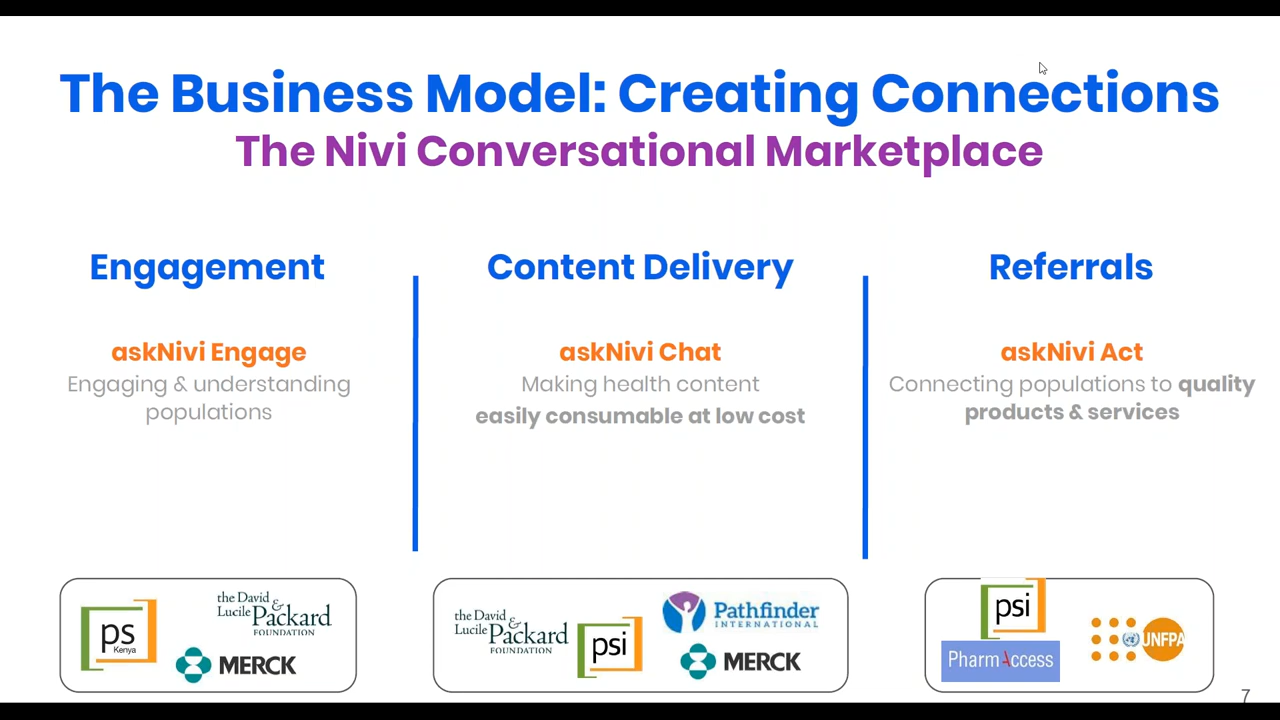 The Business Model: Creating Connections
The Nivi Conversational Marketplace
Engagement
askNivi Engage
Engaging & understanding
populations
Content Delivery
askNivi Chat
Making health content
easily consumable at low cost
Referrals
askNivi Act
Connecting populations to quality
products & services
ps
Kenya
the David &
Lucile Packard
FOUNDATION
MERCK
the David &
Lucile Packard
FOUNDATION
psi
Pathfinder
INTERNATIONAL
MERCK
psi
PharmAccess
UNFPA
7